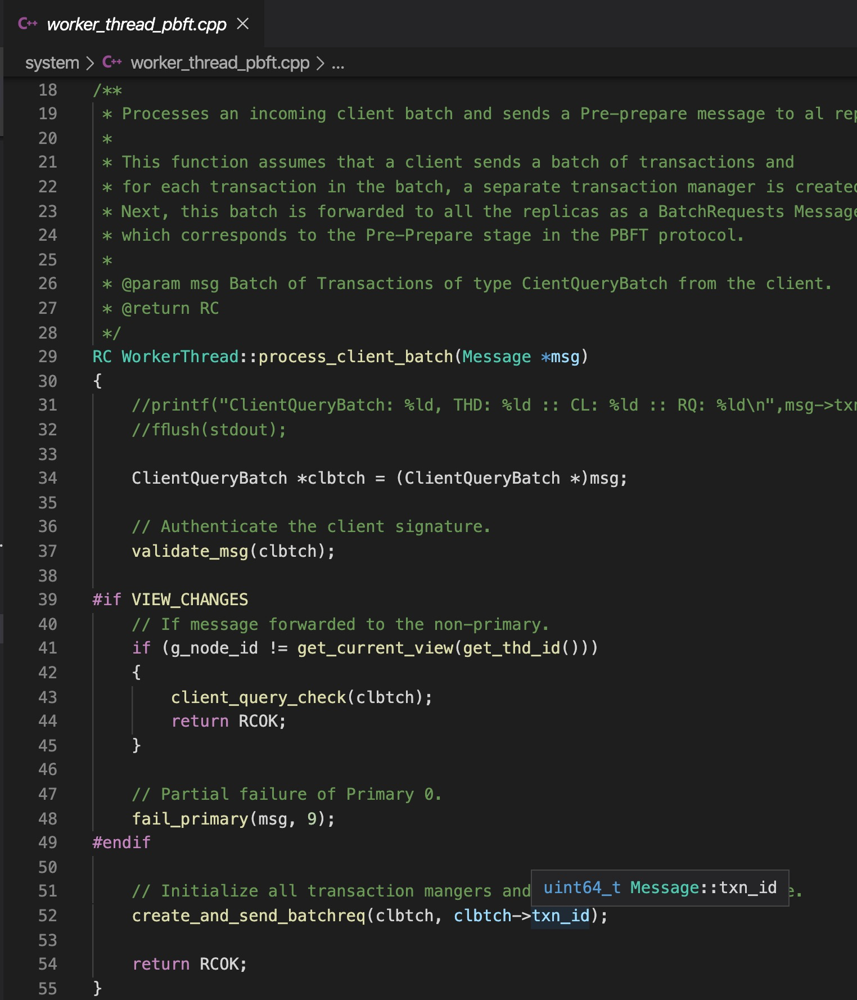 C++ worker_thread_pbft.cpp ×
system > C++ worker_thread_pbft.cpp > ...
18 /**
19 * Processes an incoming client batch and sends a Pre-prepare message to al
20 *
21 * This function assumes that a client sends a batch of transactions and
22 * for each transaction in the batch, a separate transaction manager is created
23 * Next, this batch is forwarded to all the replicas as a BatchRequests Message
24 * which corresponds to the Pre-Prepare stage in the PBFT protocol.
25 *
26 * @param msg Batch of Transactions of type CientQueryBatch from the client.
27 * @return RC
28 */
29 RC WorkerThread::process_client_batch(Message *msg)
30 {
31 //printf("ClientQueryBatch: %ld, THD: %ld :: CL: %ld :: RQ: %ld\n",msg->
32 //fflush(stdout);
33
34 ClientQueryBatch *clbtch = (ClientQueryBatch *)msg;
35
36 // Authenticate the client signature.
37 validate_msg(clbtch);
38
39 #if VIEW_CHANGES
40 // If message forwarded to the non-primary.
41 if (g_node_id != get_current_view(get_thd_id()))
42 {
43 client_query_check(clbtch);
44 return RCOK;
45 }
46
47 // Partial failure of Primary 0.
48 fail_primary(msg, 9);
49 #endif
50
uint64_t Message::txn_id
51 // Initialize all transaction mangers and
52 create_and_send_batchreq(clbtch, clbtch->txn_id);
53
54 return RCOK;
55 }